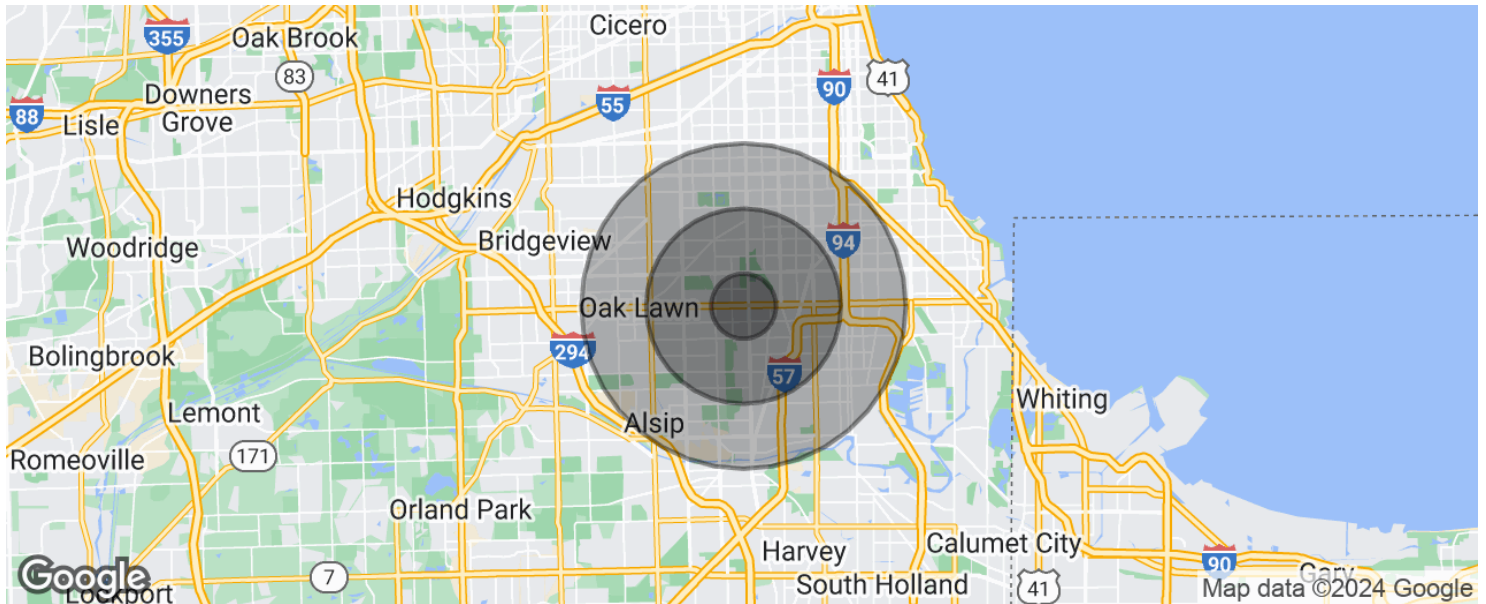 Cicero
355
Oak Brook
83
41
90
Downers
Grove
55
88
Lisle
Hodgkins
Bridgeview
94
Woodridge
Oak Lawn
294
Bolingbrook
57
Whiting
Lemont
Alsip
171
Romeoville
Orland Park
Harvey
Calumet City
90
Gary
7
South Holland
41
Google
Lockport
Map data ©2024 Google